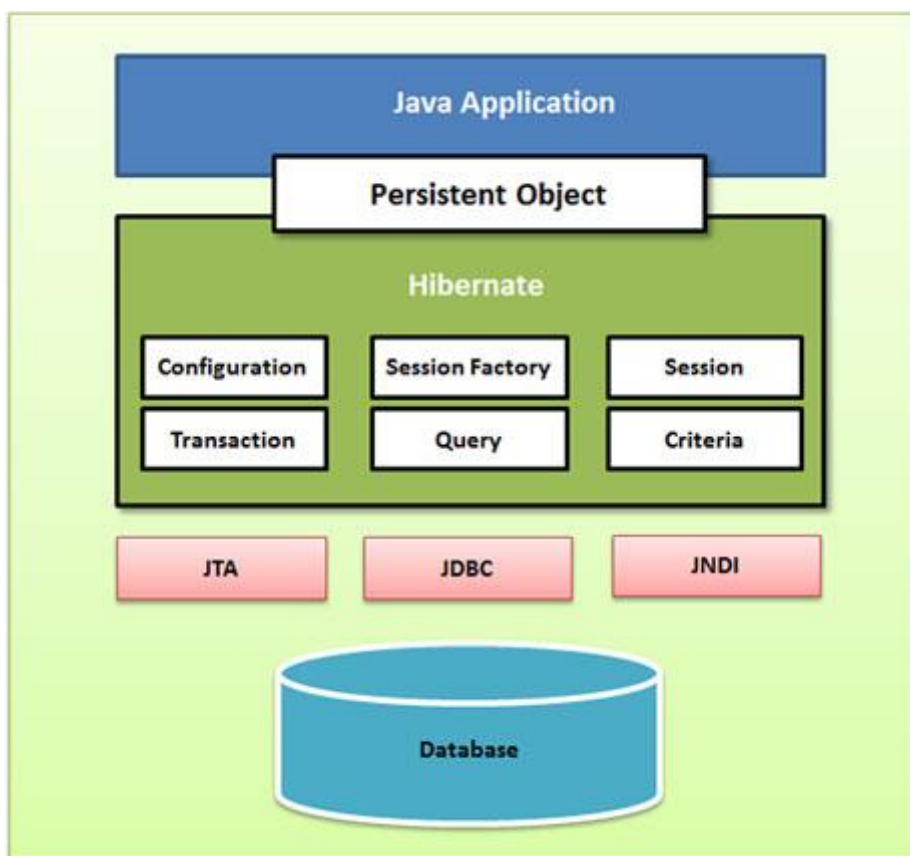 Java Application
Persistent Object
Hibernate
Configuration
Session Factory
Session
Transaction
Query
Criteria
JTA
JDBC
JNDI
Database